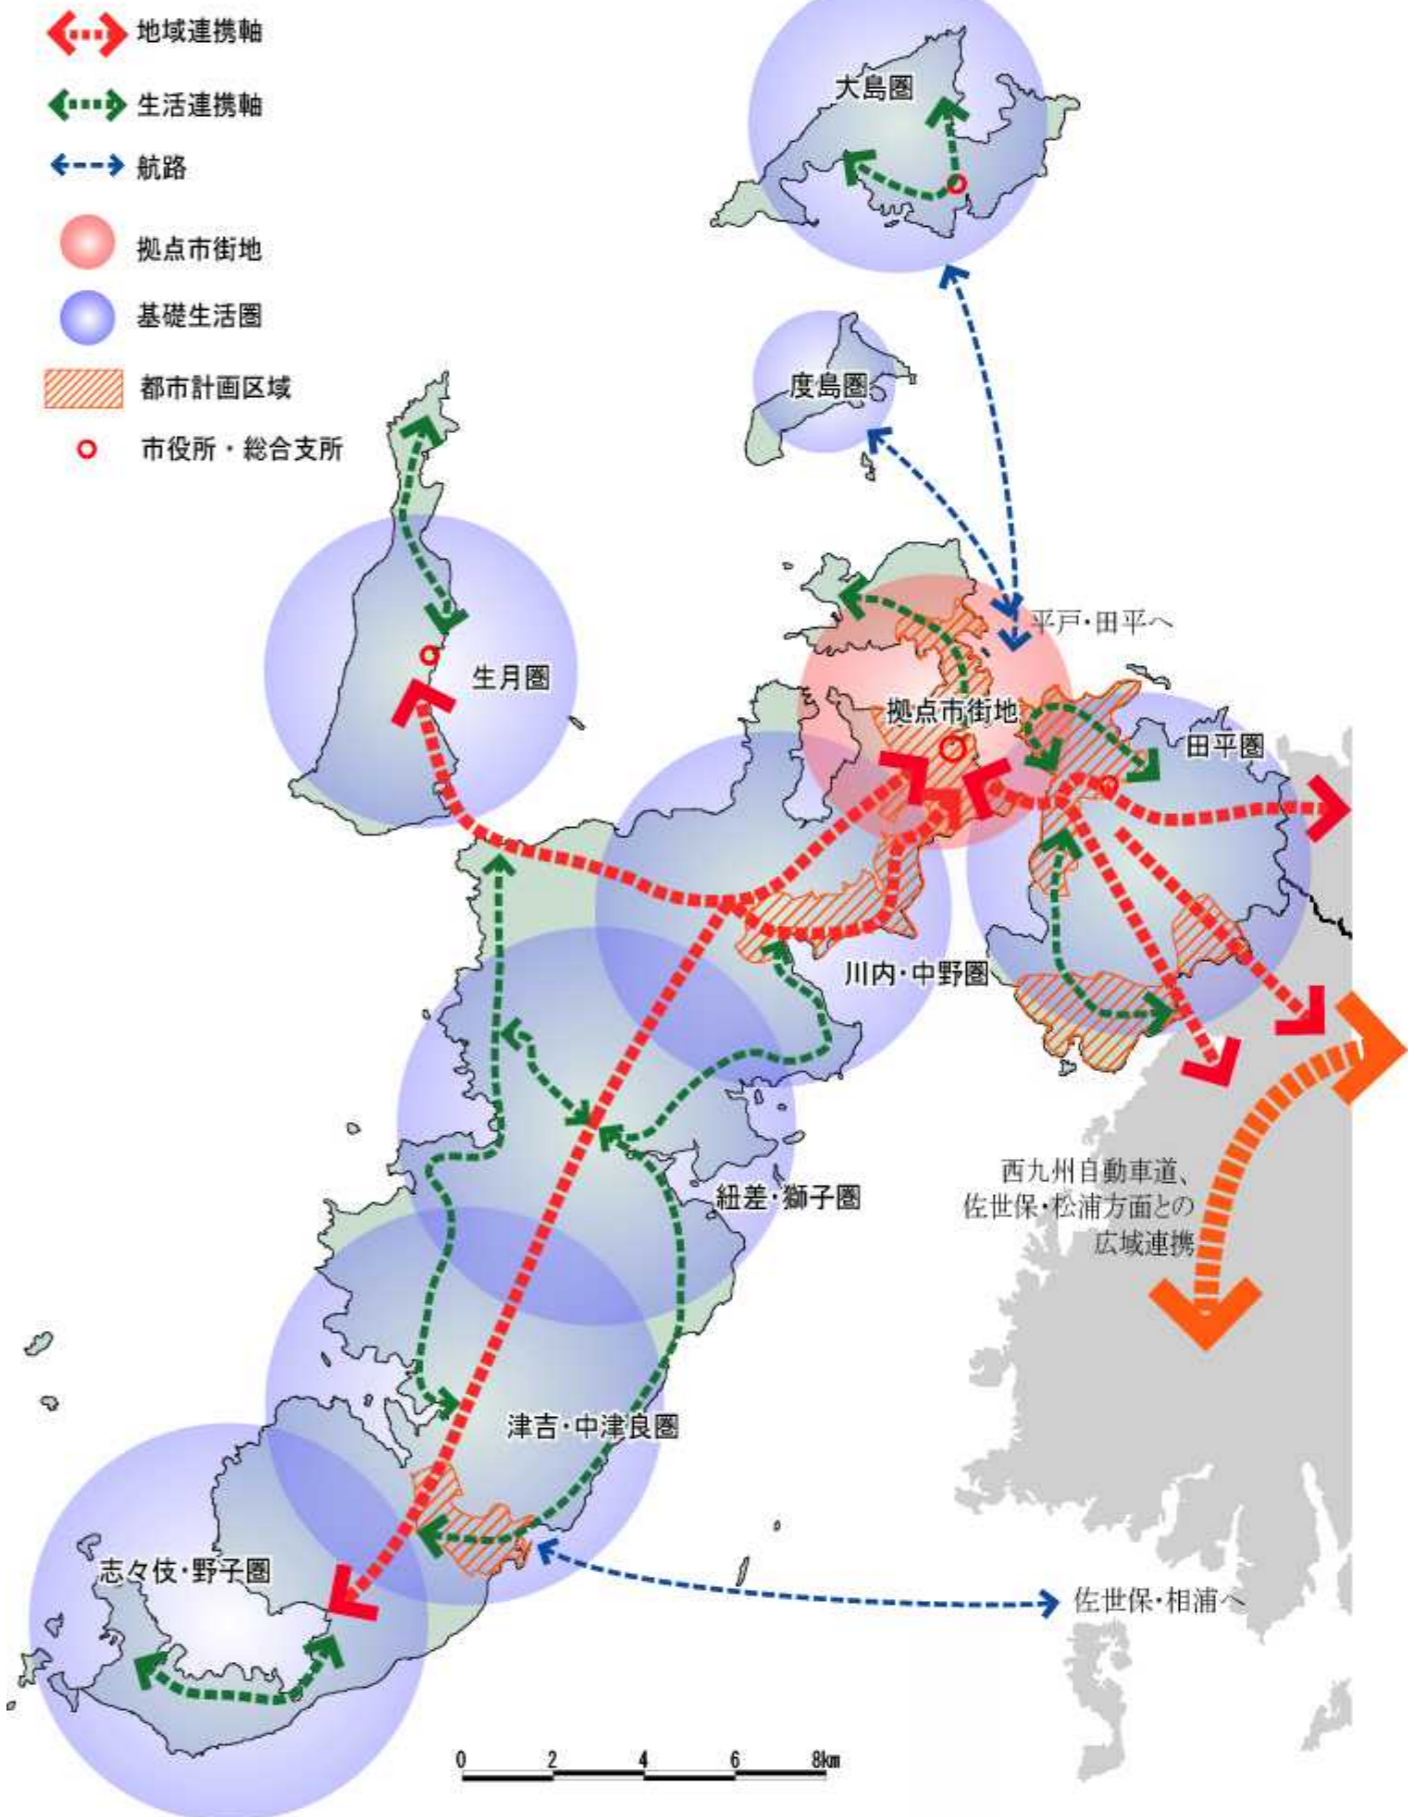 地域連携軸
生活連携軸
航路
拠点市街地
基礎生活圏
都市計画区域
市役所・総合支所
大島圏
度島圏
平戸・田平へ
生月圏
拠点市街地
田平圏
川内・中野圏
西九州自動車道、
佐世保・松浦方面との
広域連携
紐差・獅子圏
津吉・中津良圏
志々伎・野子圏
佐世保・相浦へ
0 2 4 6 8km